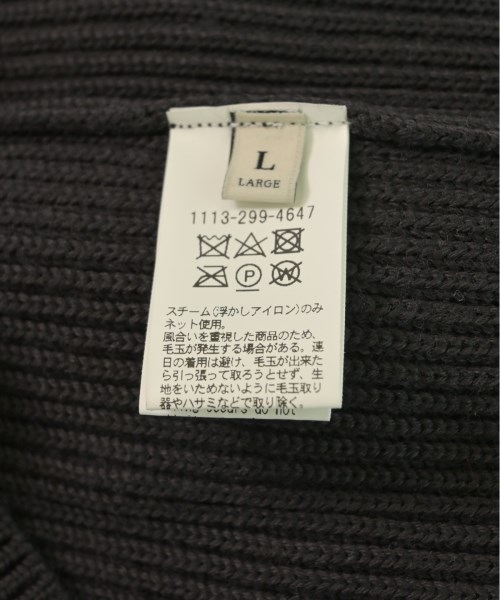 L
LARGE
1113-299-4647
P W
スチーム(浮かしアイロン)のみ
ネット使用。
風合いを重視した商品のため、
毛玉が発生する場合がある。連
日の着用は避け、毛玉が出来た
ら引っ張って取ろうとせず、生
地をいためないように毛玉取り
器やハサミなどで取り除く。
do not